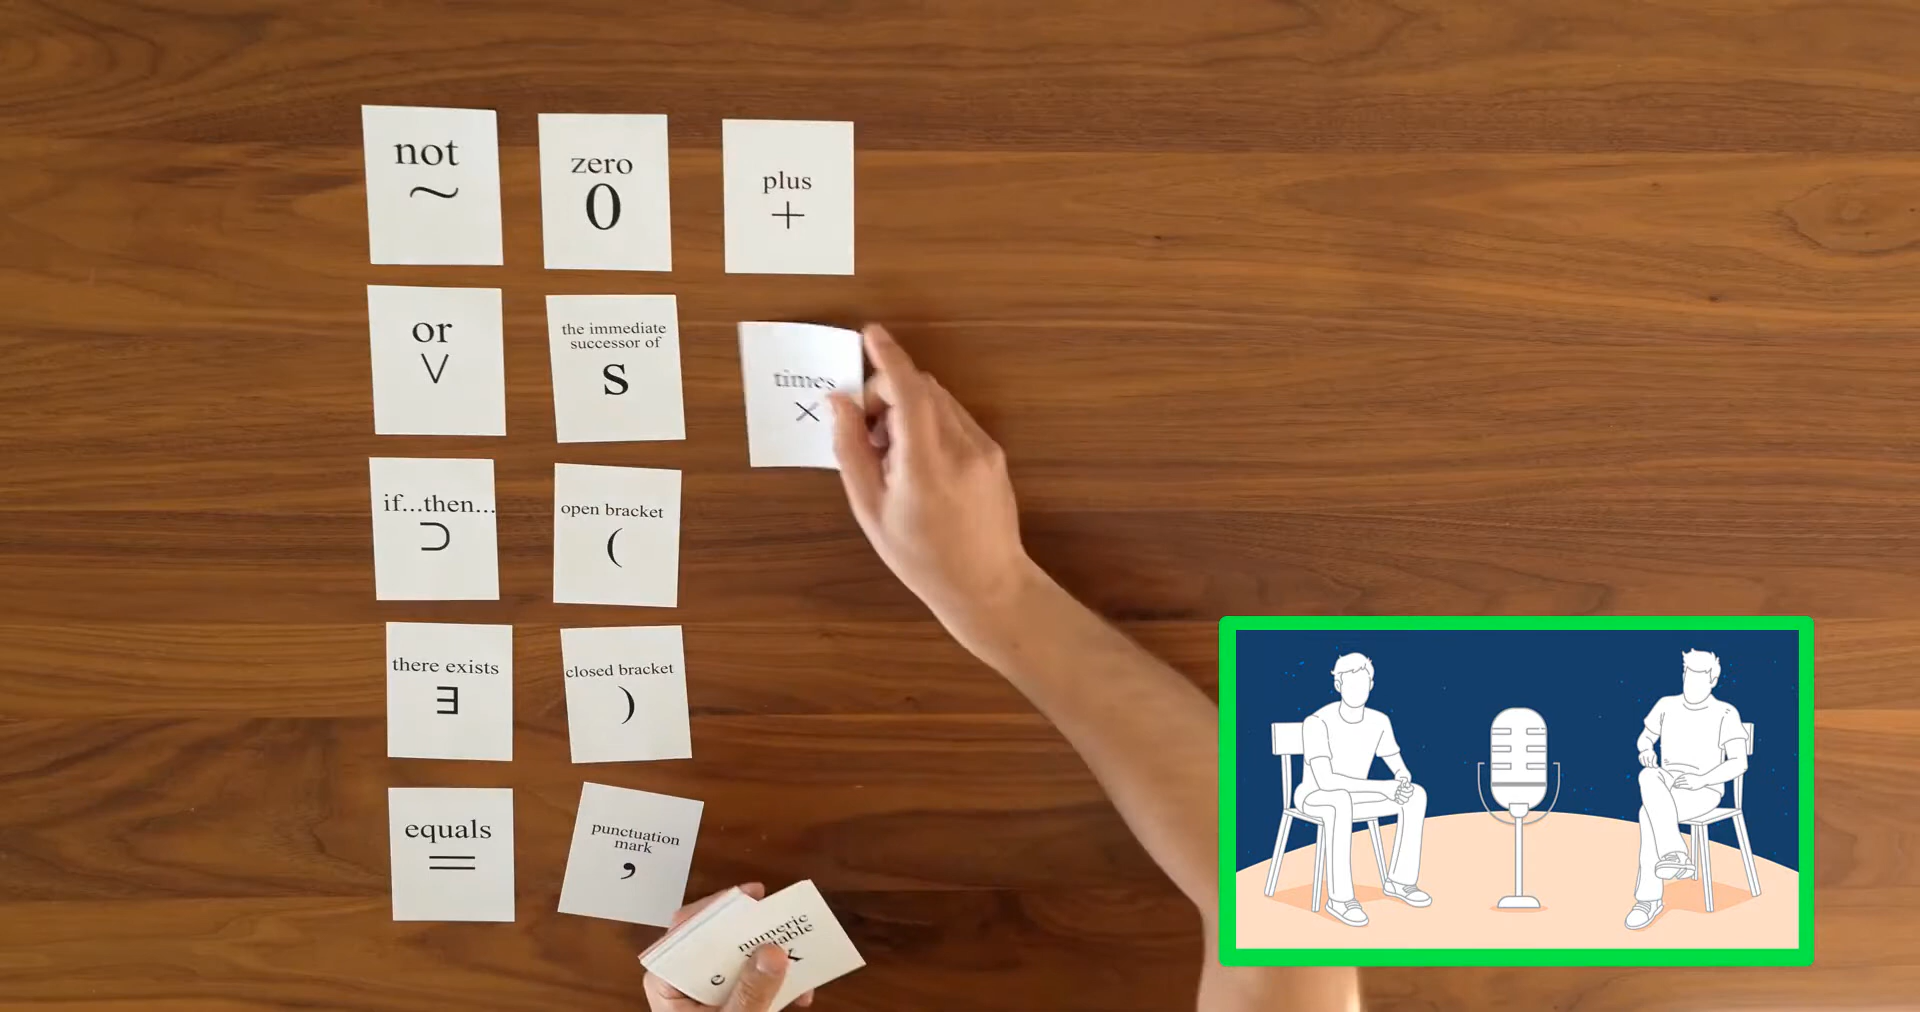 not
~
zero
0
plus
+
or
∨
the immediate
successor of
s
times
×
if...then...
⊃
open bracket
(
there exists
∃
closed bracket
)
equals
=
punctuation
mark
,
numeric